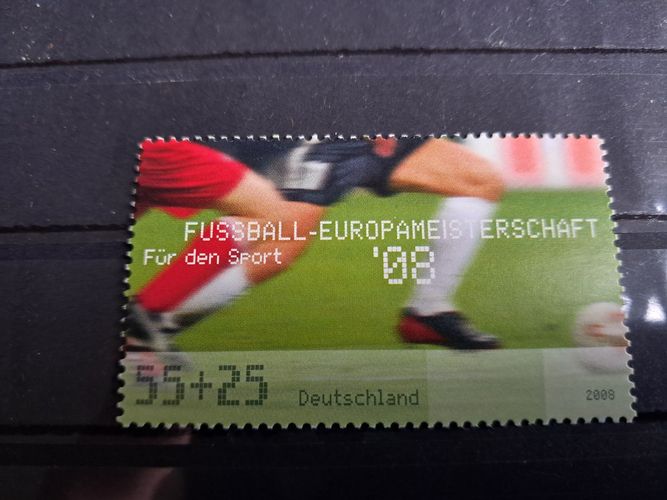 FUSSBALL-EUROPAMEISTERSCHAFT
Für den Sport
'08
55+25
Deutschland
2008